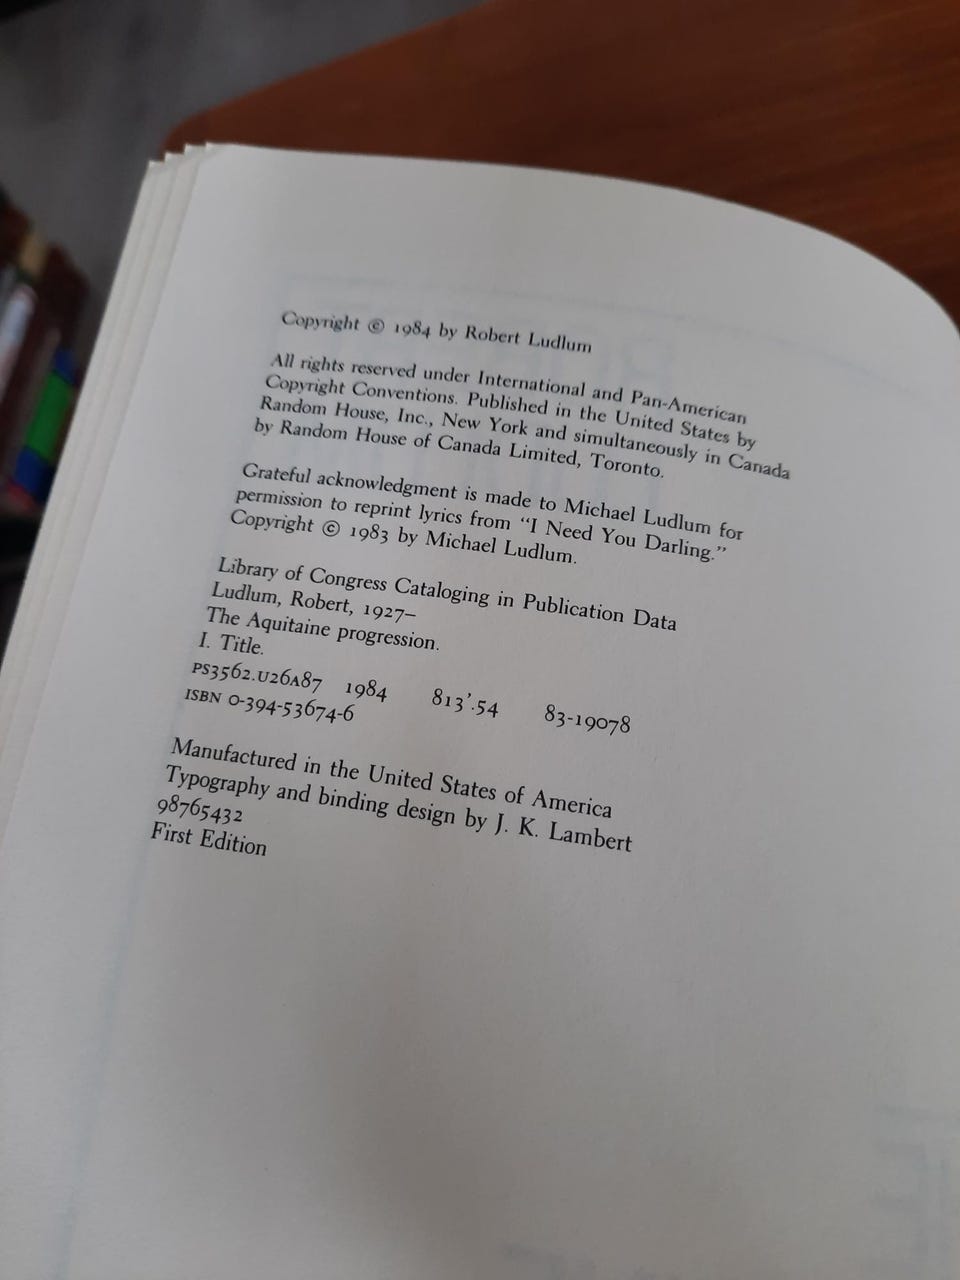 Copyright © 1984 by Robert Ludlum
All rights reserved under International and Pan-American
Copyright Conventions. Published in the United States by
Random House, Inc., New York and simultaneously in Canada
by Random House of Canada Limited, Toronto.
Grateful acknowledgment is made to Michael Ludlum for
permission to reprint lyrics from “I Need You Darling.”
Copyright © 1983 by Michael Ludlum.
Library of Congress Cataloging in Publication Data
Ludlum, Robert, 1927–
The Aquitaine progression.
I. Title.
PS3562.U26A87 1984 813'.54 83-19078
ISBN 0-394-53674-6
Manufactured in the United States of America
Typography and binding design by J. K. Lambert
98765432
First Edition